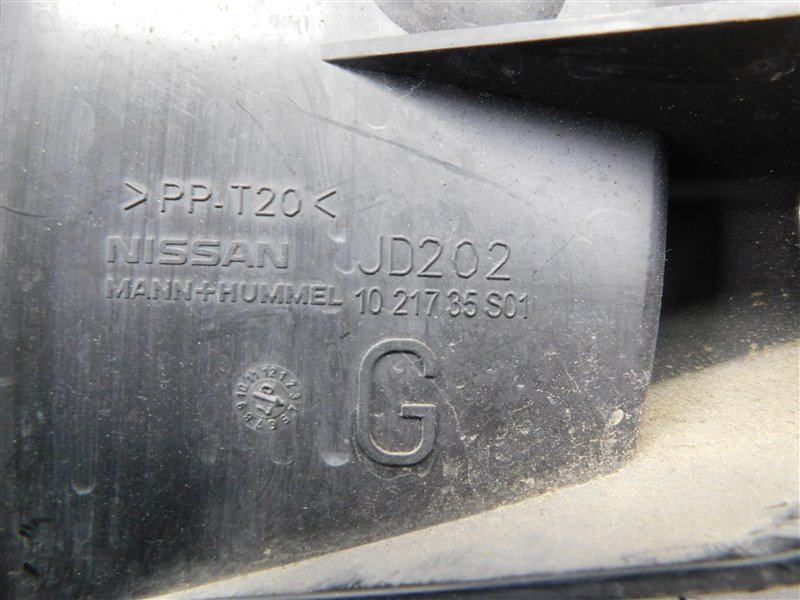 >PP-T20<
NISSAN JD202
MANN+HUMMEL 10 217 35 S01
G